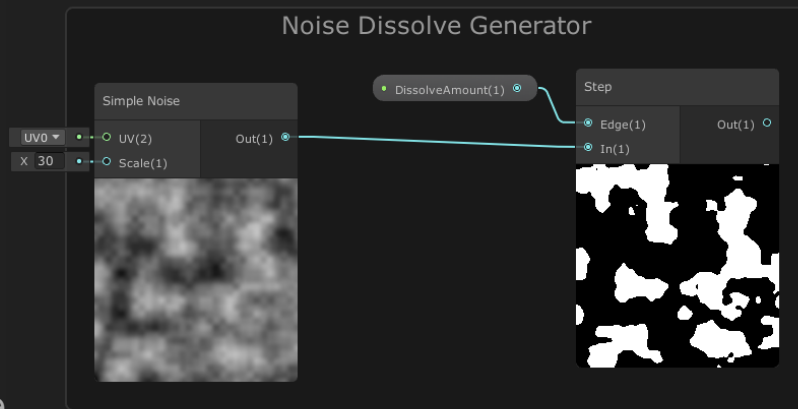 Noise Dissolve Generator
Simple Noise
UV0
UV(2)
Out(1)
X 30
Scale(1)
DissolveAmount(1)
Step
Edge(1)
Out(1)
In(1)